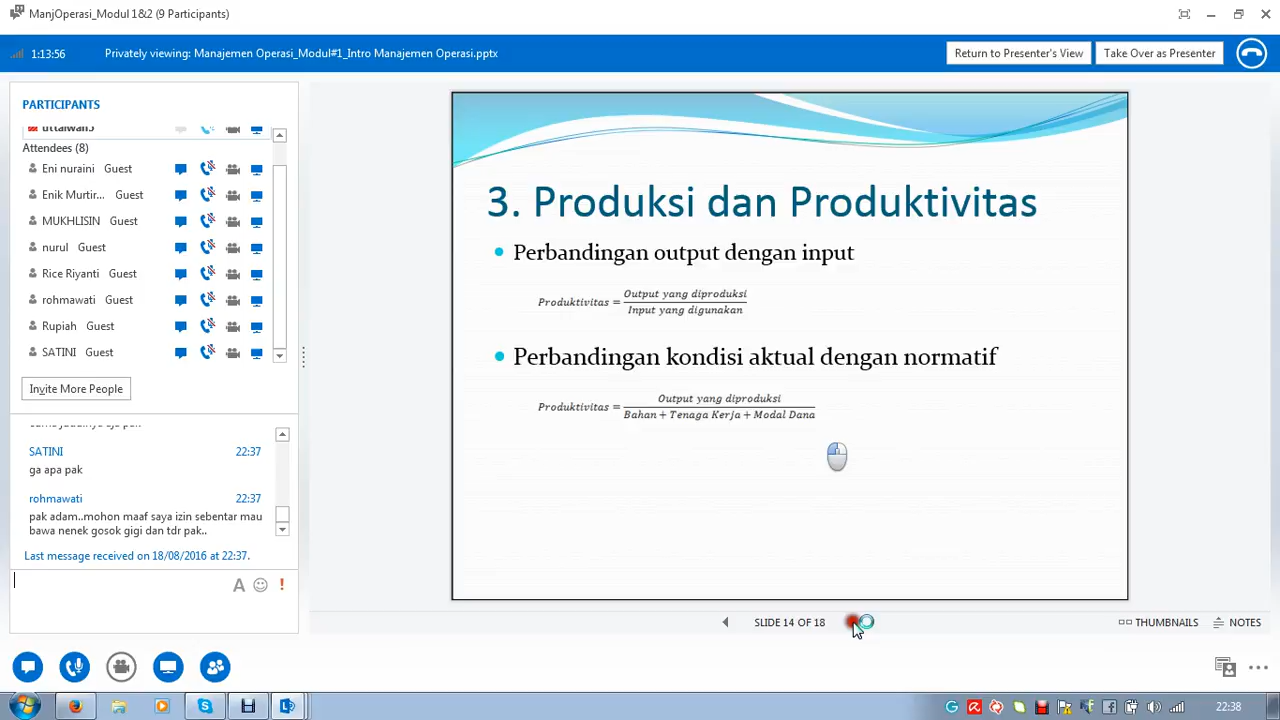 ManjOperasi_Modul 1&2 (9 Participants)
1:13:56
Privately viewing: Manajemen Operasi_Modul#1_Intro Manajemen Operasi.pptx
Return to Presenter's View
Take Over as Presenter
PARTICIPANTS
Attendees (8)
Eni nuraini Guest
Enik Murtir... Guest
MUKHLISIN Guest
nurul Guest
Rice Riyanti Guest
rohmawati Guest
Rupiah Guest
SATINI Guest
Invite More People
SATINI 22:37
ga apa pak
rohmawati 22:37
pak adam..mohon maaf saya izin sebentar mau
bawa nenek gosok gigi dan tdr pak..
Last message received on 18/08/2016 at 22:37.
3. Produksi dan Produktivitas
Perbandingan output dengan input
Produktivitas = Output yang diproduksi
Input yang digunakan
Perbandingan kondisi aktual dengan normatif
Produktivitas = Output yang diproduksi
Bahan + Tenaga Kerja + Modal Dana
SLIDE 14 OF 18
THUMBNAILS
NOTES
22:38